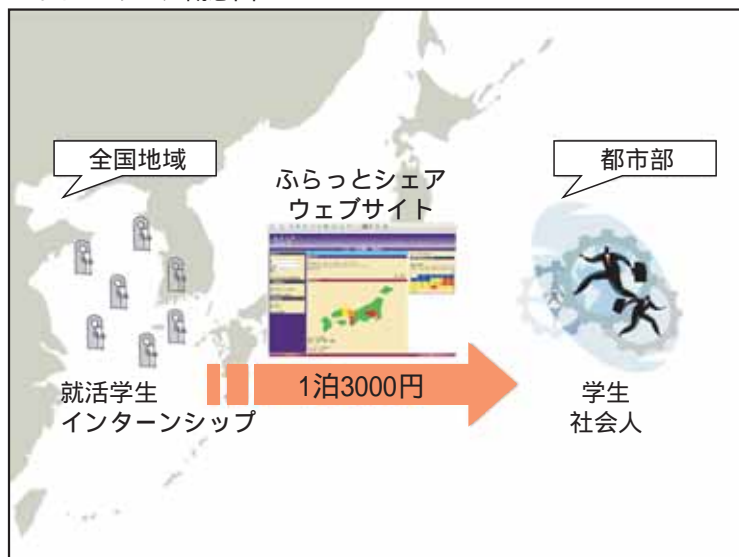 全国地域
都市部
ふらっとシェア
ウェブサイト
1泊3000円
就活学生
インターンシップ
学生
社会人